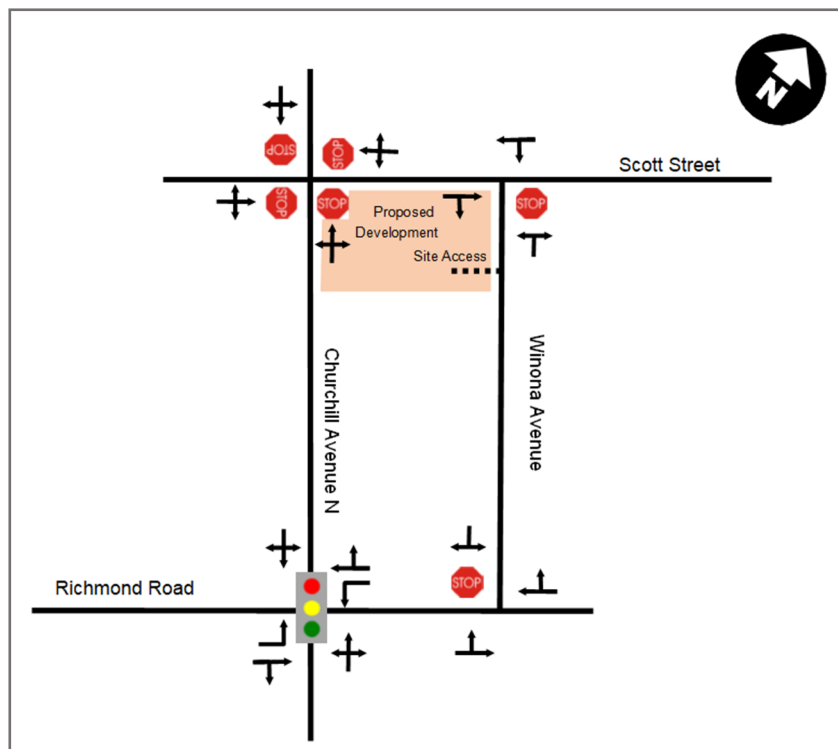 N
STOP
STOP
Scott Street
STOP
STOP
Proposed
Development
STOP
Site Access
Churchill Avenue N
Winona Avenue
STOP
Richmond Road